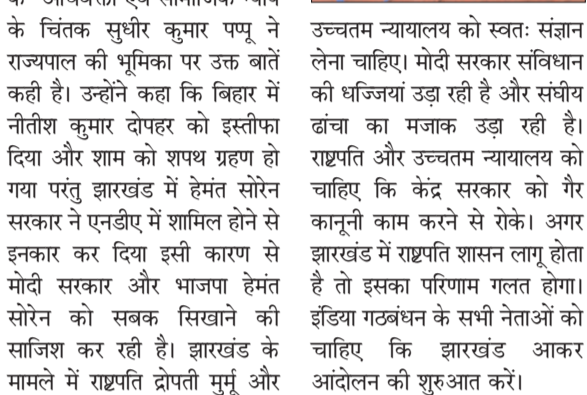 के चिंतक सुधीर कुमार पप्पू ने
राज्यपाल की भूमिका पर उक्त बातें
कही है। उन्होंने कहा कि बिहार में
नीतीश कुमार दोपहर को इस्तीफा
दिया और शाम को शपथ ग्रहण हो
गया परंतु झारखंड में हेमंत सोरेन
सरकार ने एनडीए में शामिल होने से
इनकार कर दिया इसी कारण से
मोदी सरकार और भाजपा हेमंत
सोरेन को सबक सिखाने की
साजिश कर रही है। झारखंड के
मामले में राष्ट्रपति द्रोपती मुर्मू और
उच्चतम न्यायालय को स्वतः संज्ञान
लेना चाहिए। मोदी सरकार संविधान
की धज्जियां उड़ा रही है और संघीय
ढांचा का मजाक उड़ा रही है।
राष्ट्रपति और उच्चतम न्यायालय को
चाहिए कि केंद्र सरकार को गैर
कानूनी काम करने से रोके। अगर
झारखंड में राष्ट्रपति शासन लागू होता
है तो इसका परिणाम गलत होगा।
इंडिया गठबंधन के सभी नेताओं को
चाहिए कि झारखंड आकर
आंदोलन की शुरुआत करें।